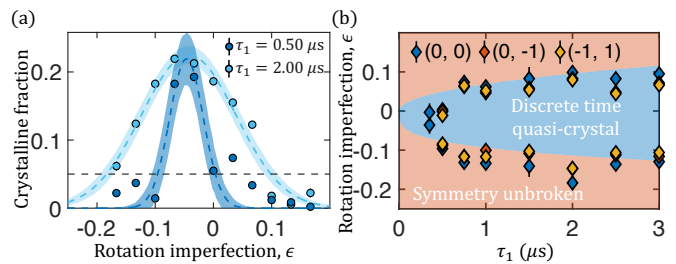 (a)
τ₁ = 0.50 μs
τ₁ = 2.00 μs
Crystalline fraction
0.2
0.1
0
-0.2
-0.1
0
0.1
Rotation imperfection, ϵ
(b)
(0, 0)
(0, -1)
(-1, 1)
Rotation imperfection, ϵ
0.1
0
-0.1
-0.2
Discrete time
quasi-crystal
Symmetry unbroken
0
1
2
3
τ₁ (μs)